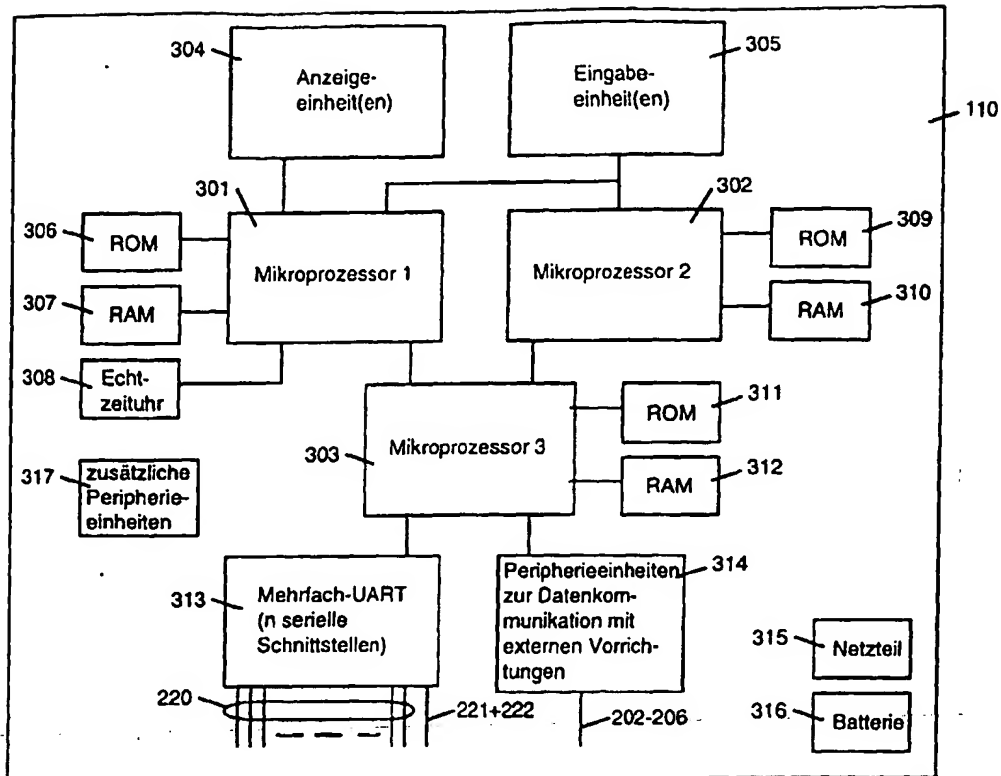 304
Anzeige-
einheit(en)
Eingabe-
einheit(en)
305
110
301
302
306
ROM
Mikroprozessor 1
Mikroprozessor 2
ROM
309
307
RAM
RAM
310
308
Echt-
zeituhr
303
Mikroprozessor 3
ROM
311
RAM
312
317
zusätzliche
Peripherie-
einheiten
313
Mehrfach-UART
(n serielle
Schnittstellen)
Peripherieeinheiten
zur Datenkom-
munikation mit
externen Vorrich-
tungen
314
315
Netzteil
220
221+222
202-206
316
Batterie